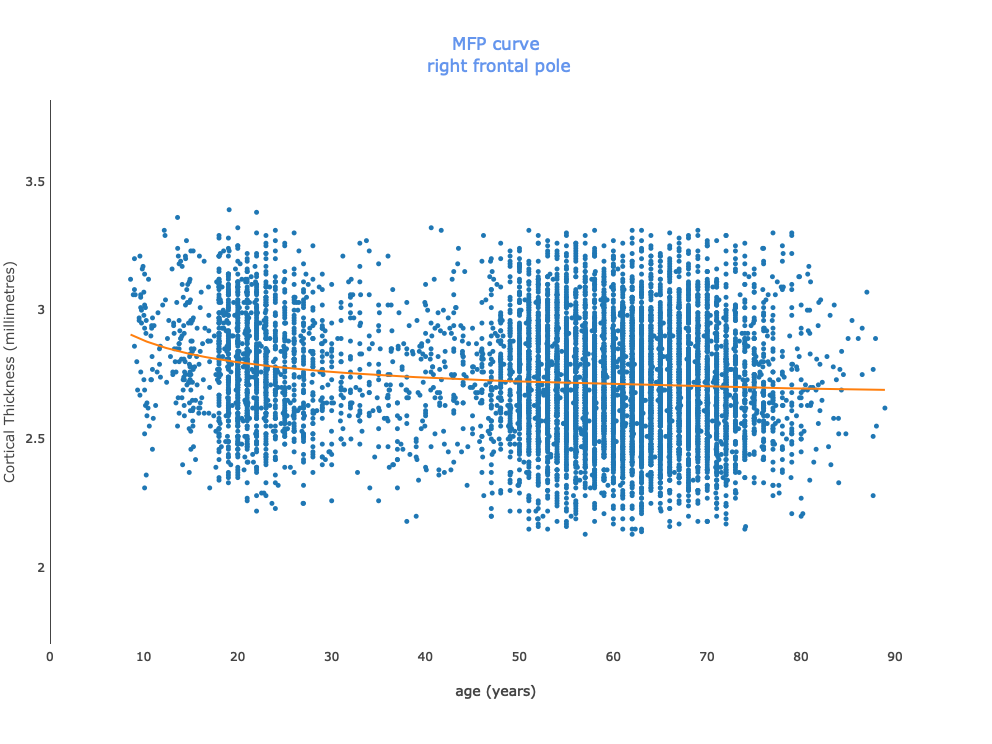 MFP curve
right frontal pole
Cortical Thickness (millimetres)
3.5
3
2.5
2
0 10 20 30 40 50 60 70 80 90
age (years)